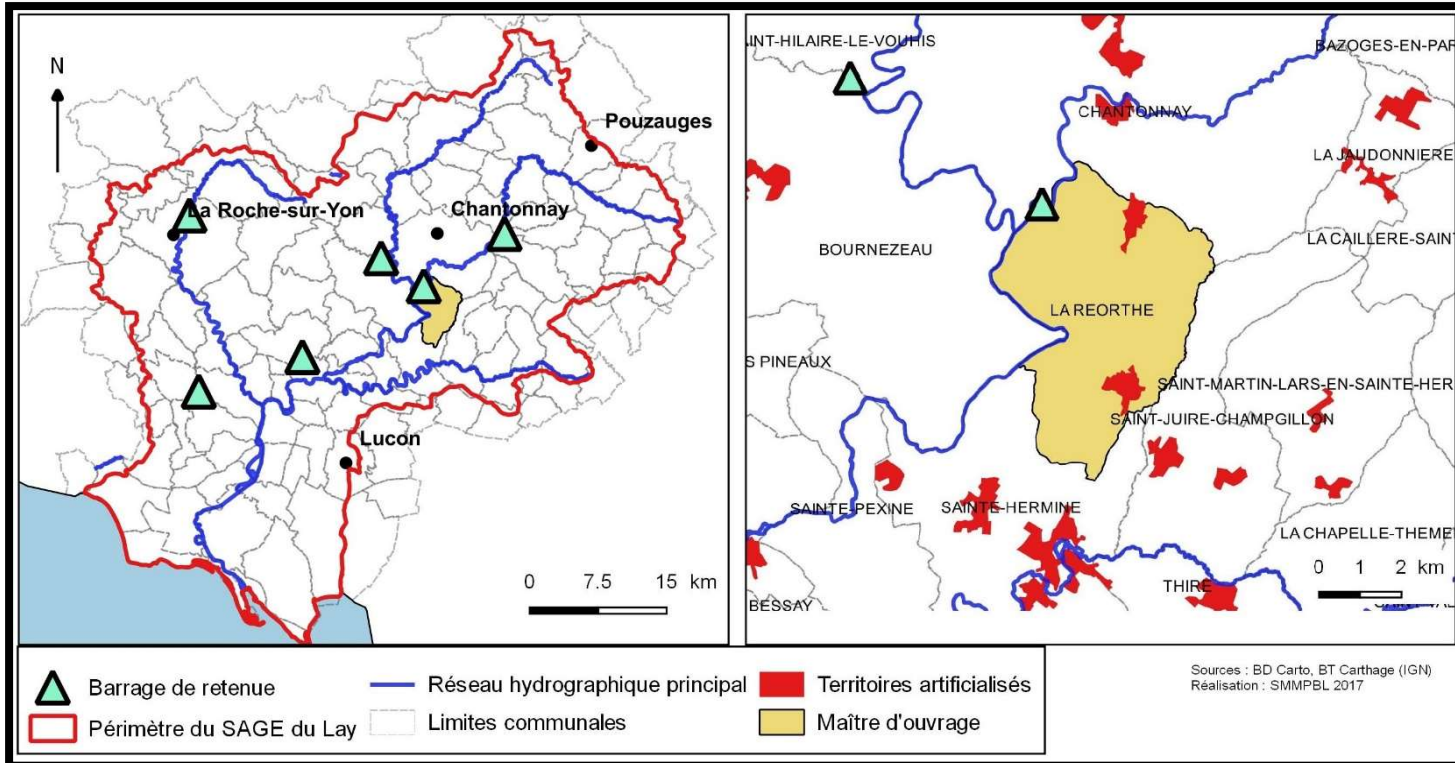 N
Pouzauges
La Roche-sur-Yon
Chantonnay
Lucon
0 7.5 15 km
INT-HILAIRE-LE-VOUHIS
BAZOGES-EN-PAR
CHANTONNAY
LA JAUDONNIERE
BOURNEZEAU
LA CAILLERE-SAINT
LA REORTHE
S PINEAUX
SAINT-MARTIN-LARS-EN-SAINTE-HER
SAINT-JUIRE-CHAMPGILLON
SAINTE-PEXINE
SAINTE-HERMINE
LA CHAPELLE-THEME
THIRE
BESSAY
0 1 2 km
Barrage de retenue
Réseau hydrographique principal
Territoires artificialisés
Périmètre du SAGE du Lay
Limites communales
Maître d'ouvrage
Sources : BD Carto, BT Carthage (IGN)
Réalisation : SMMPBL 2017